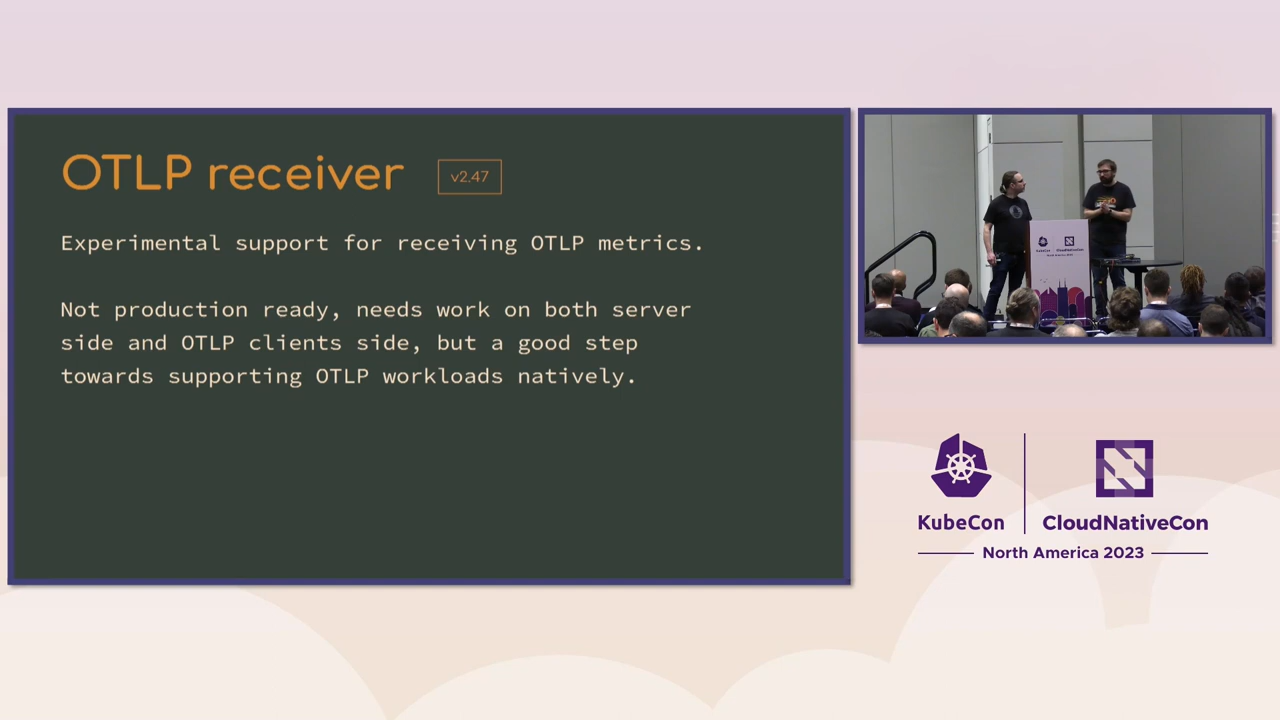 OTLP receiver v2.47
Experimental support for receiving OTLP metrics.
Not production ready, needs work on both server
side and OTLP clients side, but a good step
towards supporting OTLP workloads natively.
KubeCon
CloudNativeCon
North America 2023